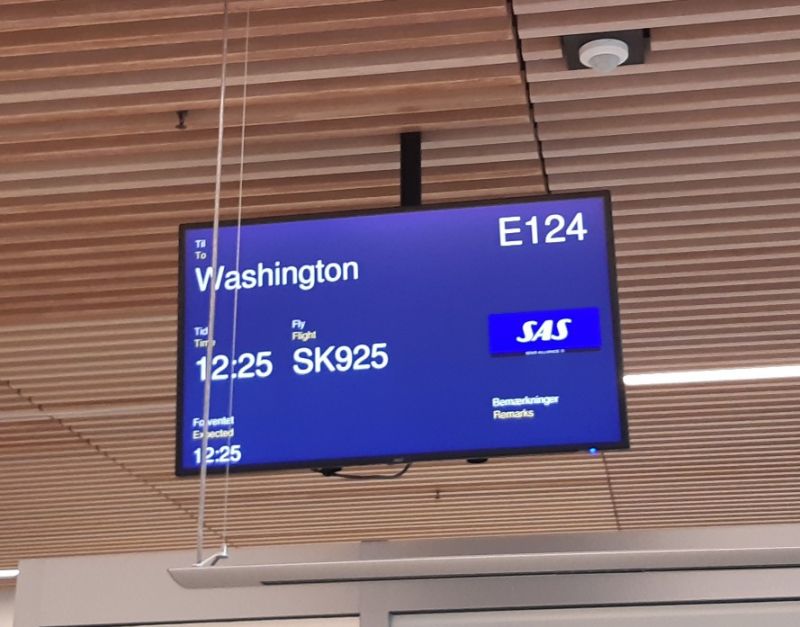 Til
To
E124
Washington
Tid
Time
Fly
Flight
12:25
SK925
SAS
Forventet
Expected
12:25
Bemærkninger
Remarks